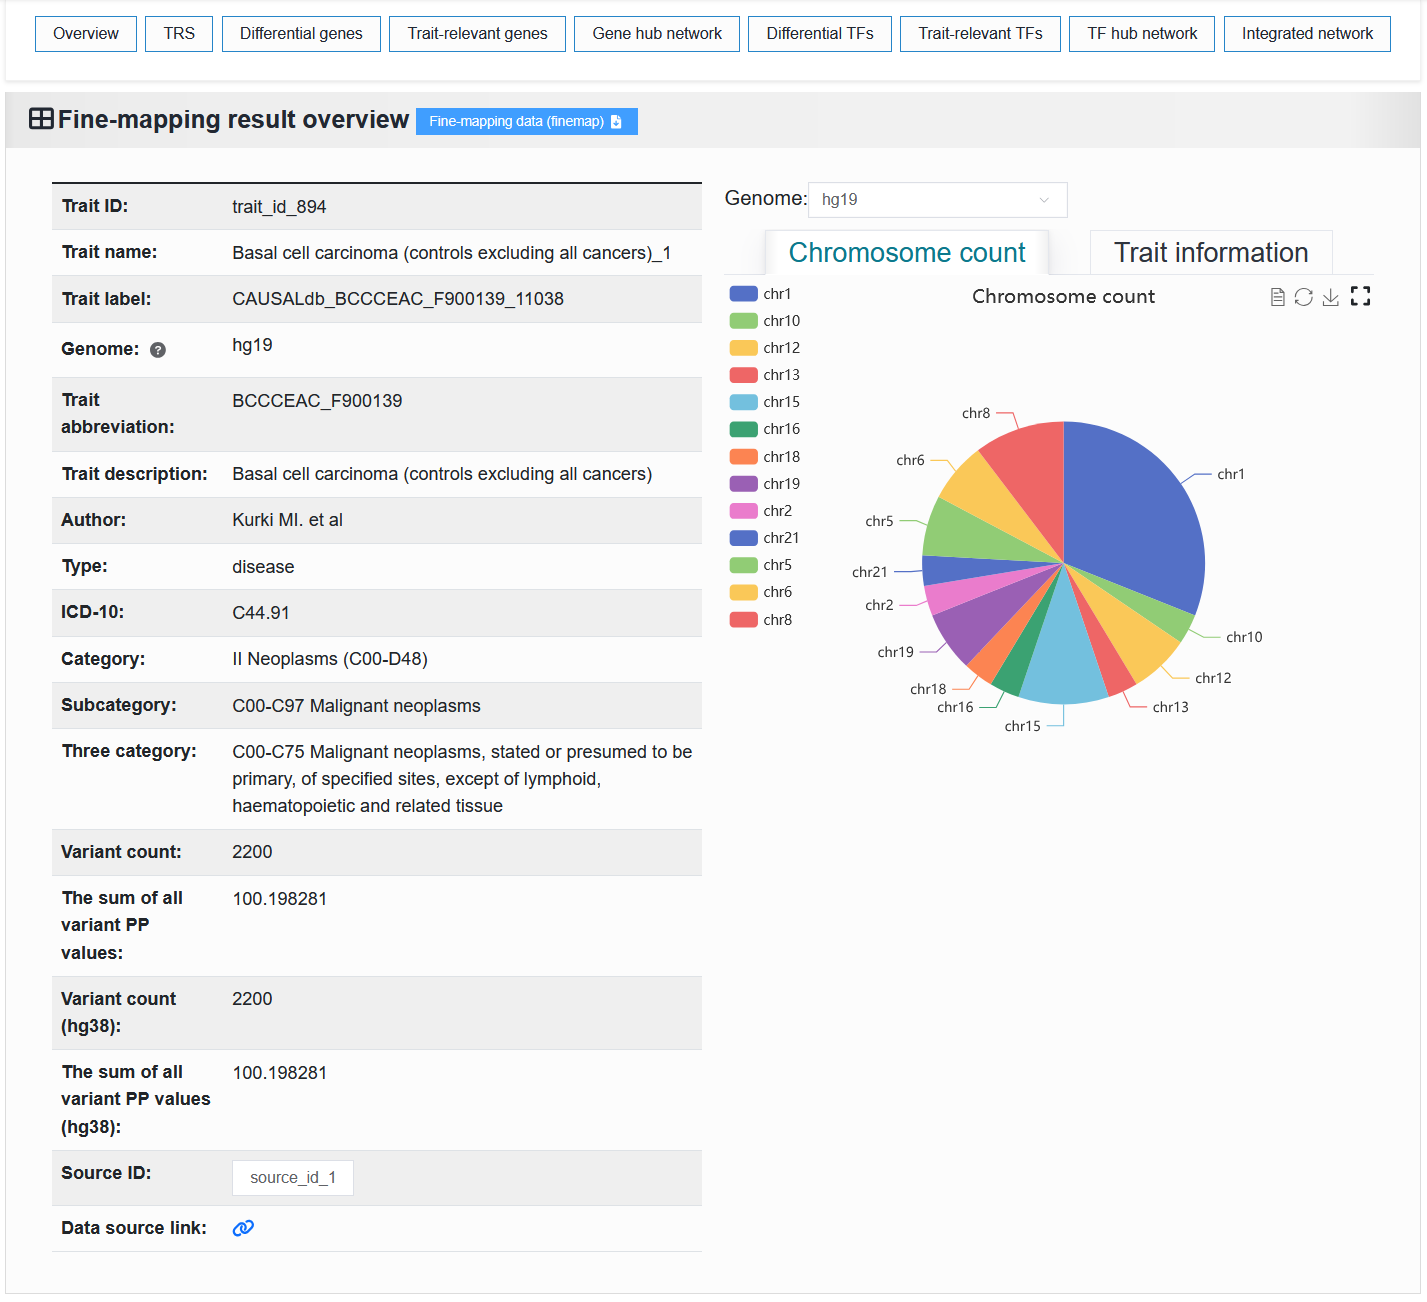 Overview TRS Differential genes Trait-relevant genes Gene hub network Differential TFs Trait-relevant TFs TF hub network Integrated network
Fine-mapping result overview Fine-mapping data (finemap)
Trait ID: trait_id_894
Trait name: Basal cell carcinoma (controls excluding all cancers)_1
Trait label: CAUSALdb_BCCCEAC_F900139_11038
Genome: ? hg19
Trait abbreviation: BCCCEAC_F900139
Trait description: Basal cell carcinoma (controls excluding all cancers)
Author: Kurki MI. et al
Type: disease
ICD-10: C44.91
Category: II Neoplasms (C00-D48)
Subcategory: C00-C97 Malignant neoplasms
Three category: C00-C75 Malignant neoplasms, stated or presumed to be
primary, of specified sites, except of lymphoid,
haematopoietic and related tissue
Variant count: 2200
The sum of all
variant PP
values: 100.198281
Variant count
(hg38): 2200
The sum of all
variant PP values
(hg38): 100.198281
Source ID: source_id_1
Data source link:
Genome: hg19
Chromosome count Trait information
Chromosome count
chr1
chr10
chr12
chr13
chr15
chr16
chr18
chr19
chr2
chr21
chr5
chr6
chr8
chr8
chr6
chr1
chr5
chr21
chr2
chr10
chr19
chr12
chr18
chr16
chr13
chr15